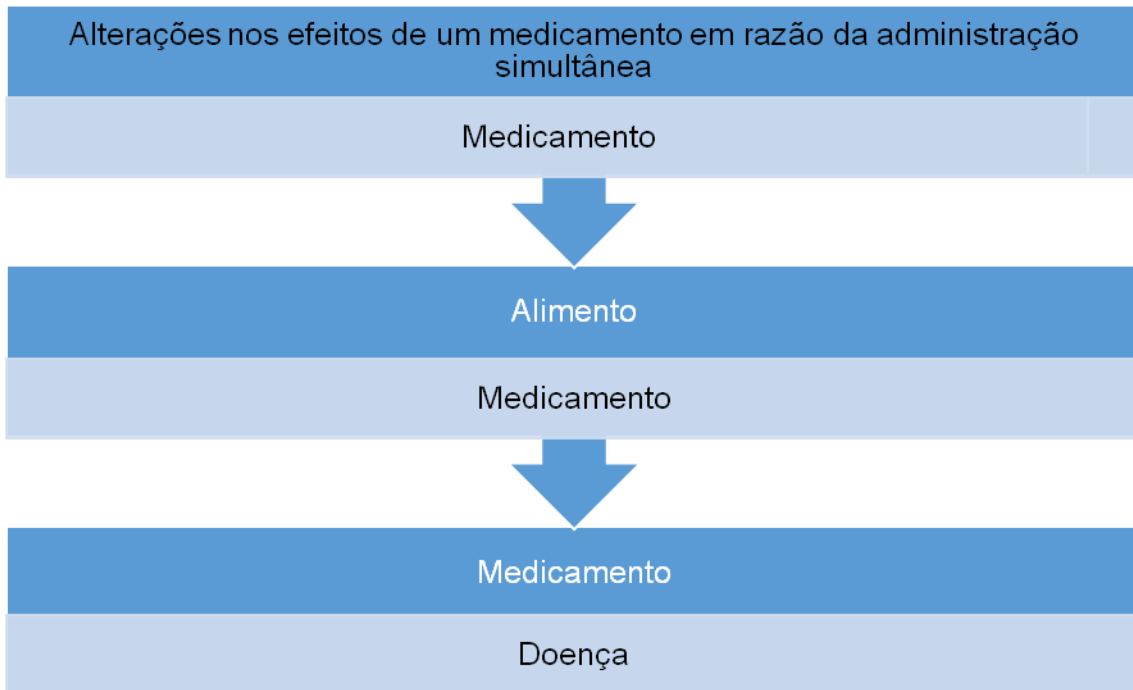 Alterações nos efeitos de um medicamento em razão da administração
simultânea
Medicamento
Alimento
Medicamento
Medicamento
Doença